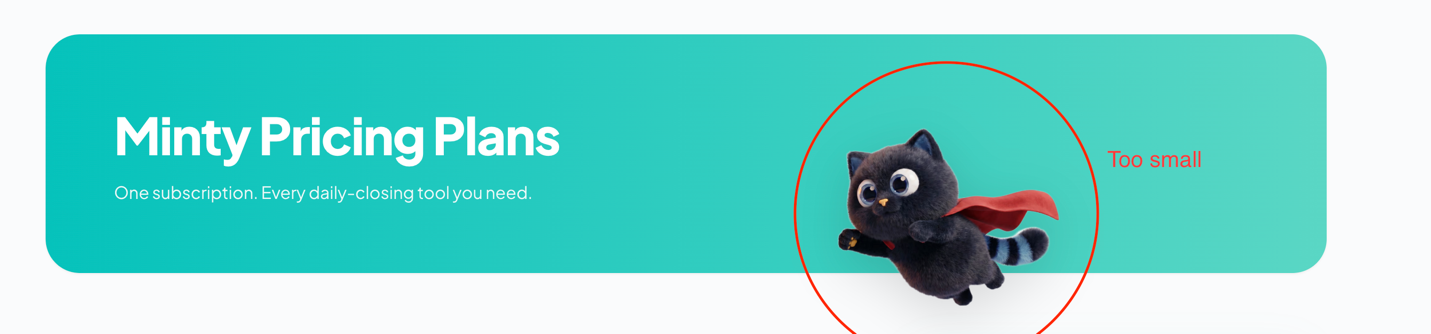 Minty Pricing Plans
One subscription. Every daily-closing tool you need.
Too small